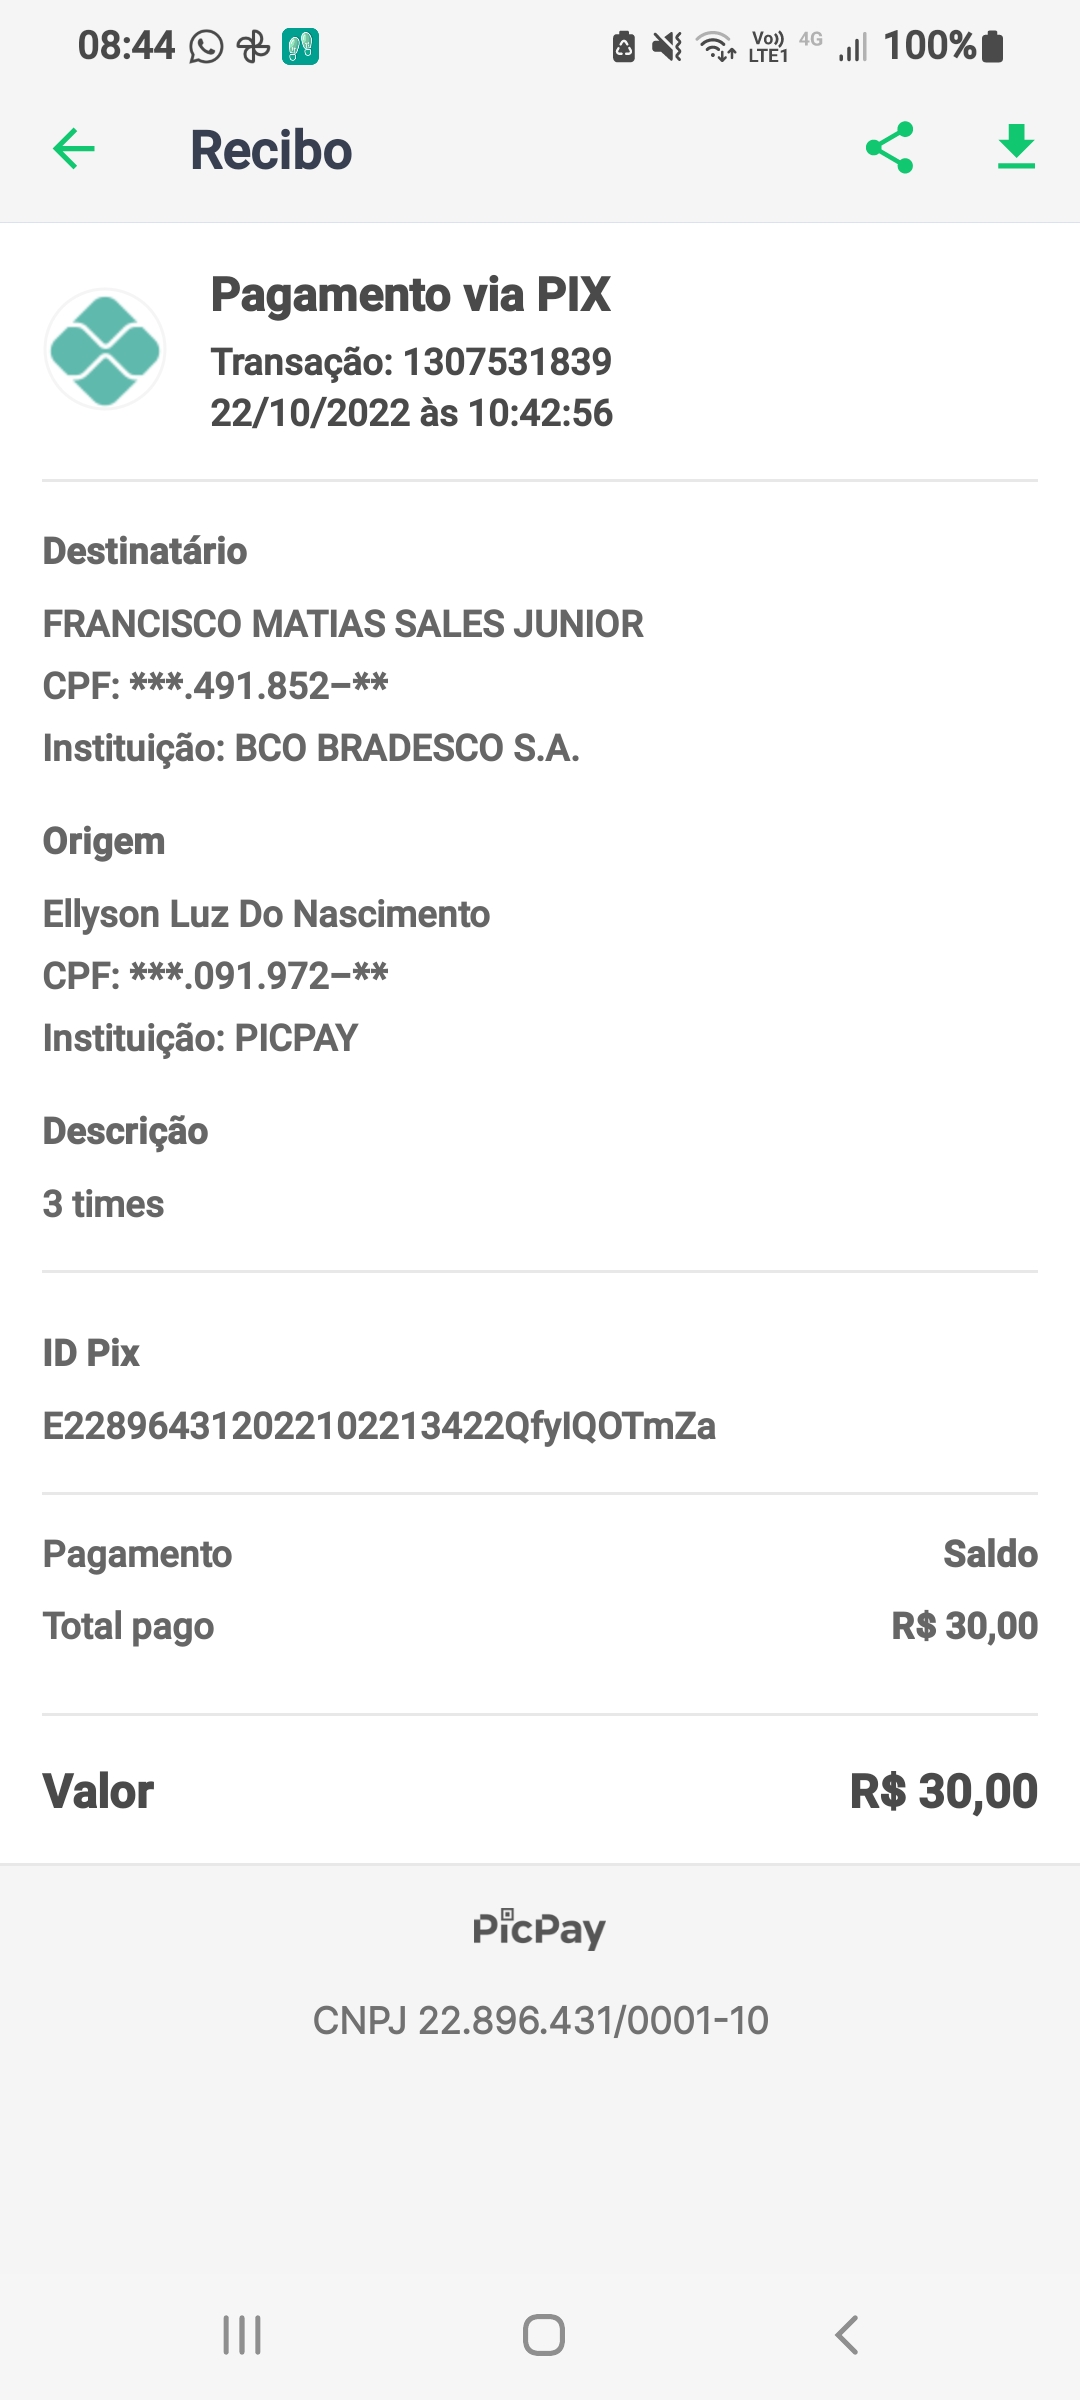 08:44 Vo)) LTE1 4G 100%
Recibo
Pagamento via PIX
Transação: 1307531839
22/10/2022 às 10:42:56
Destinatário
FRANCISCO MATIAS SALES JUNIOR
CPF: ***.491.852–**
Instituição: BCO BRADESCO S.A.
Origem
Ellyson Luz Do Nascimento
CPF: ***.091.972–**
Instituição: PICPAY
Descrição
3 times
ID Pix
E228964312022102213422QfyIQOTmZa
Pagamento Saldo
Total pago R$ 30,00
Valor R$ 30,00
PicPay
CNPJ 22.896.431/0001-10